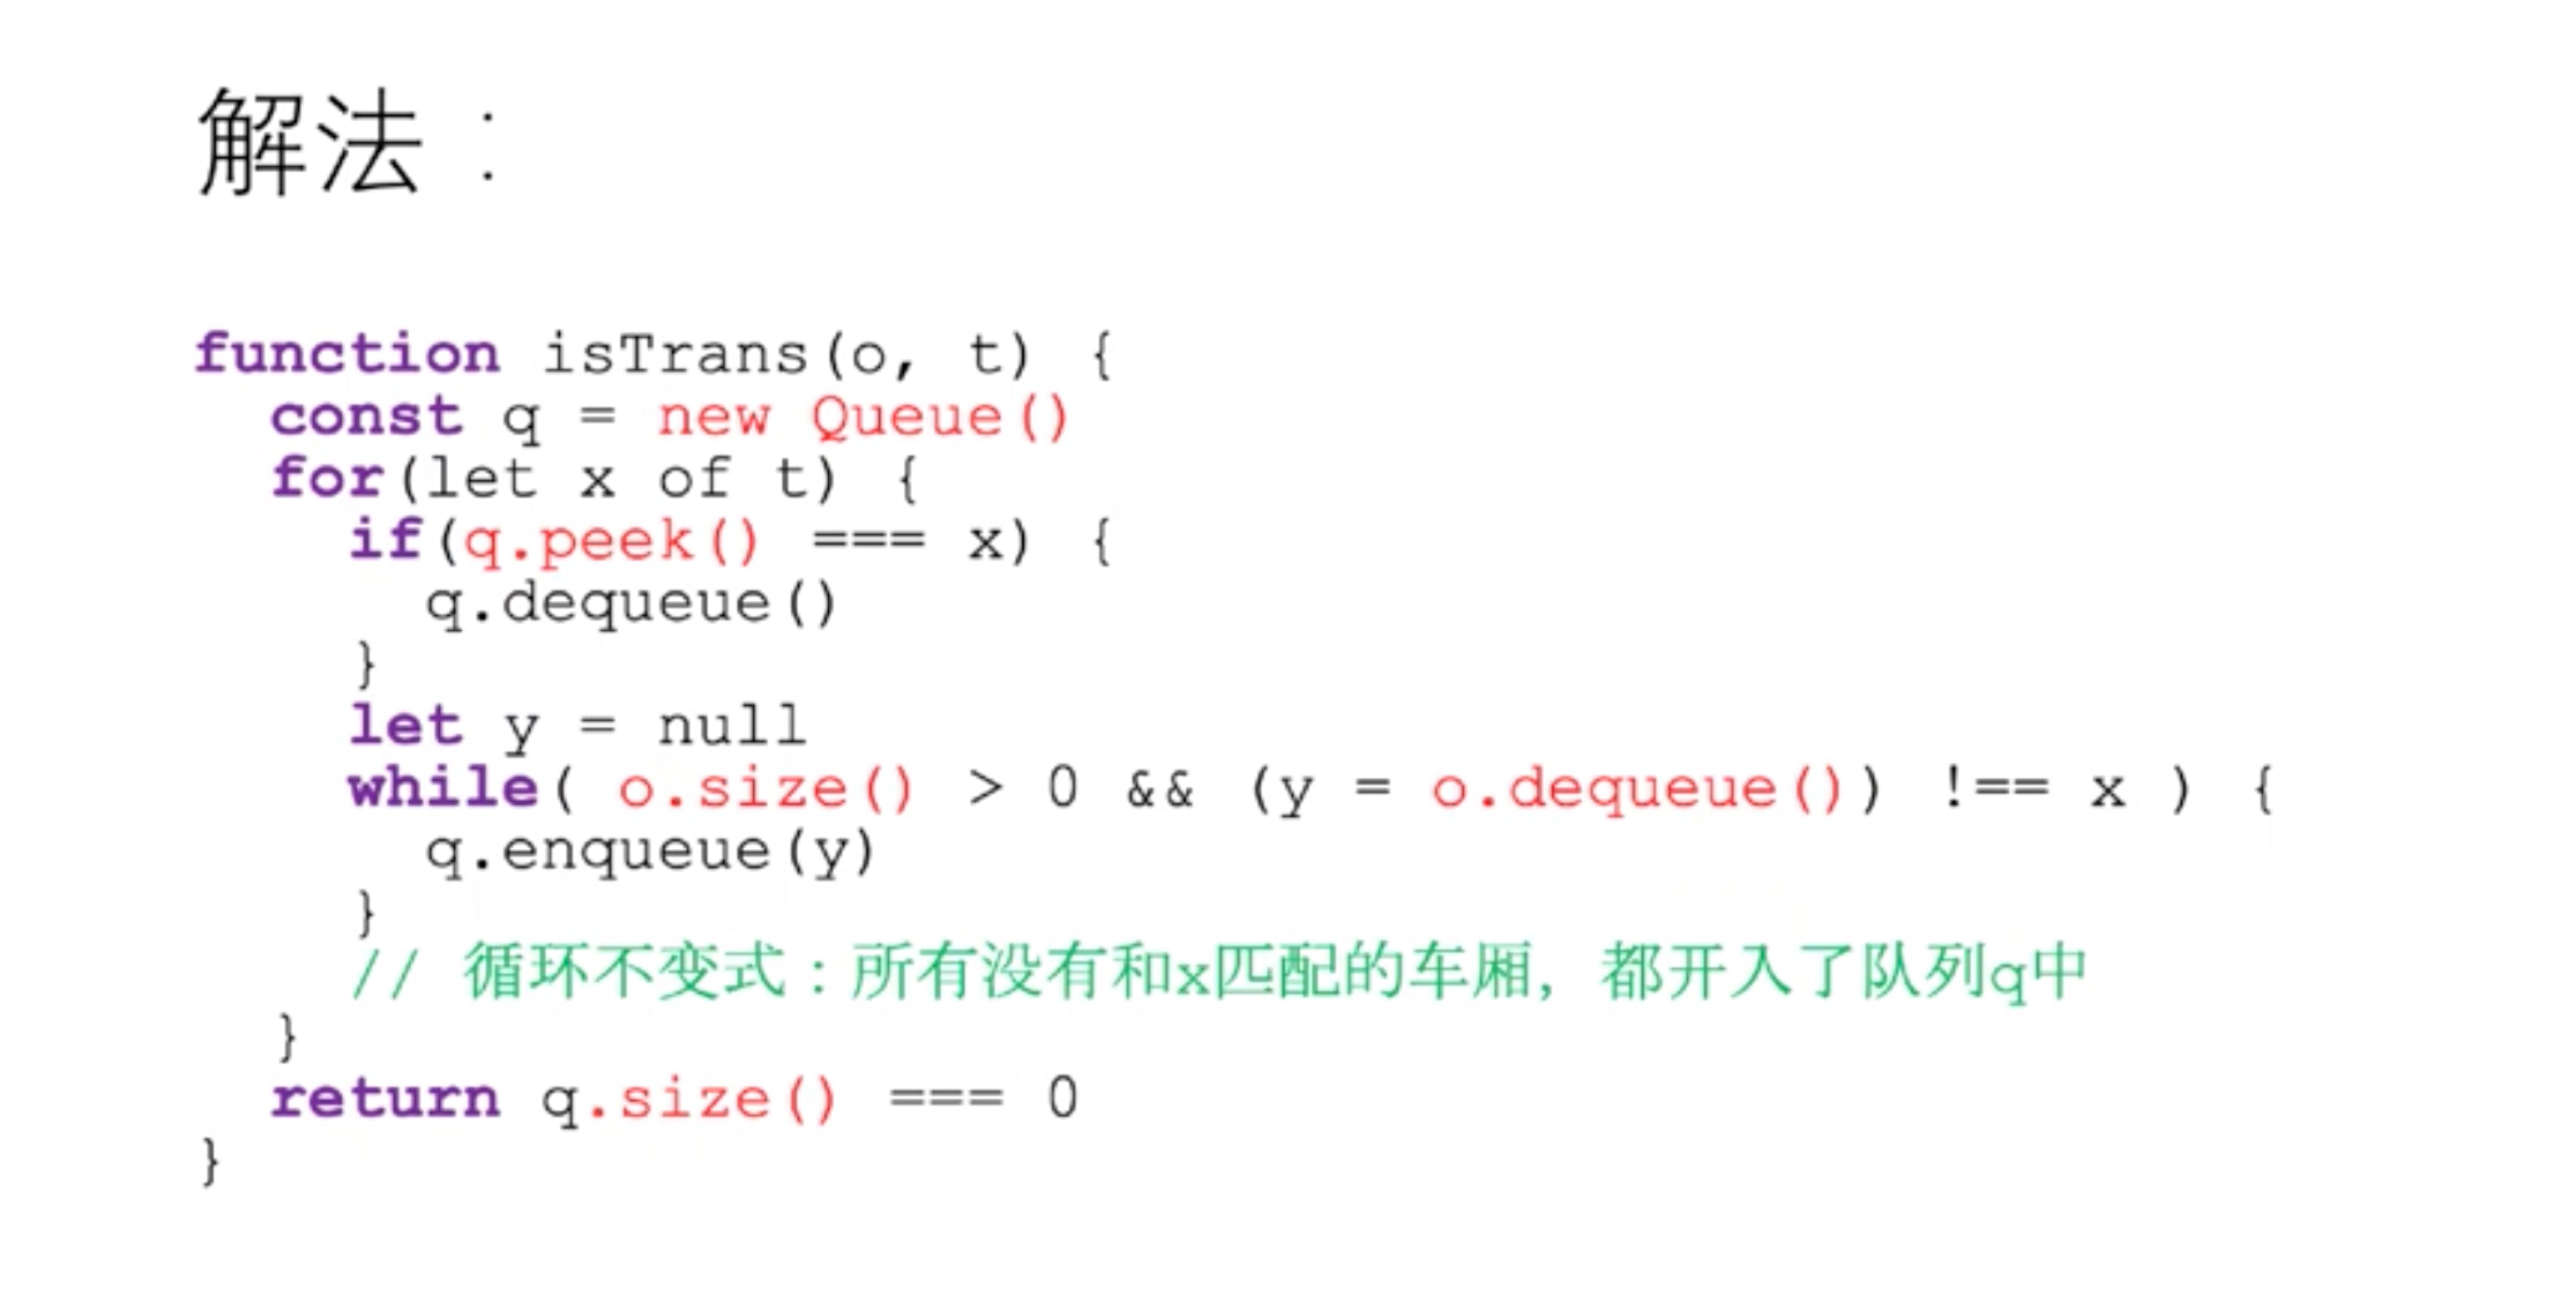 解法：
function isTrans(o, t) {
  const q = new Queue()
  for(let x of t) {
    if(q.peek() === x) {
      q.dequeue()
    }
    let y = null
    while( o.size() > 0 && (y = o.dequeue()) !== x ) {
      q.enqueue(y)
    }
    // 循环不变式：所有没有和x匹配的车厢，都开入了队列q中
  }
  return q.size() === 0
}